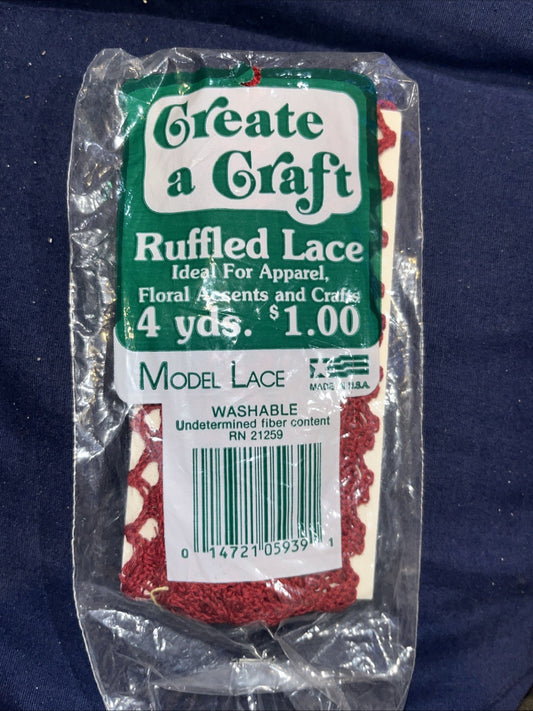 Create
a Craft
Ruffled Lace
Ideal For Apparel,
Floral Accents and Crafts
4 yds. $1.00
MODEL LACE
MADE IN U.S.A.
WASHABLE
Undetermined fiber content
RN 21259
0 14721 05939 1